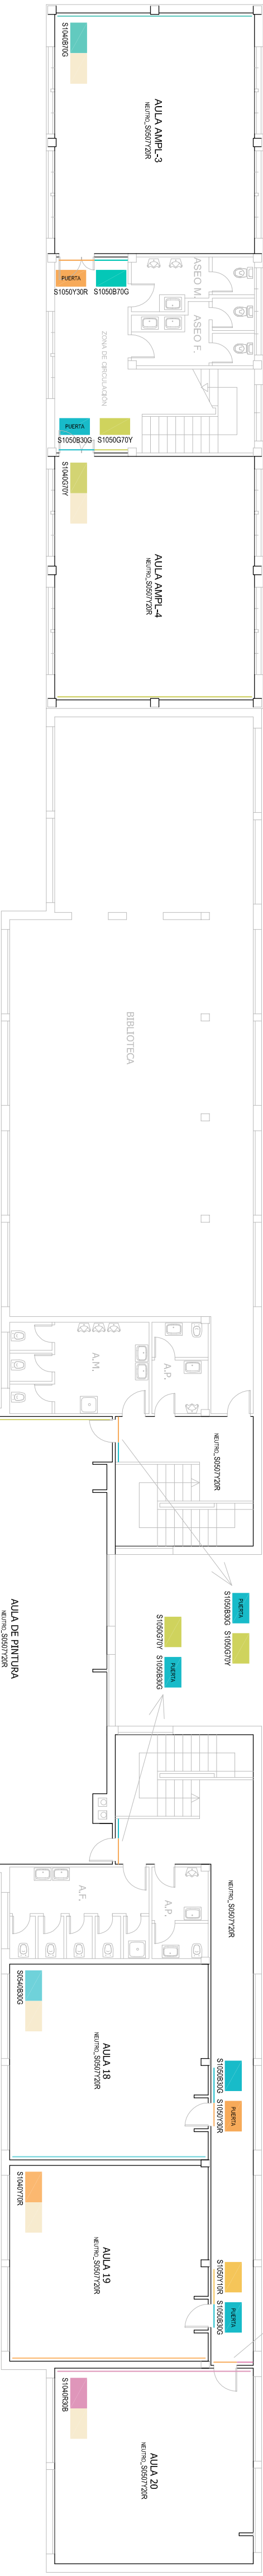 S1040B70G
AULA AMPL-3
NEUTRO_S0507Y20R
PUERTA
S1050Y30R
S1050B70G
ASEO M.
ASEO F.
ZONA DE CIRCULACIÓN
PUERTA
S1050B30G
S1050G70Y
S1040G70Y
AULA AMPL-4
NEUTRO_S0507Y20R
BIBLIOTECA
A.M.
A.P.
NEUTRO_S0507Y20R
PUERTA
S1050B30G
S1050G70Y
S1050G70Y
PUERTA
S1050B30G
AULA DE PINTURA
NEUTRO_S0507Y20R
NEUTRO_S0507Y20R
A.F.
A.P.
S0540B30G
AULA 18
NEUTRO_S0507Y20R
S1050B30G
PUERTA
S1050Y30R
S1040Y70R
AULA 19
NEUTRO_S0507Y20R
S1050Y10R
PUERTA
S1050B30G
S1040R30B
AULA 20
NEUTRO_S0507Y20R